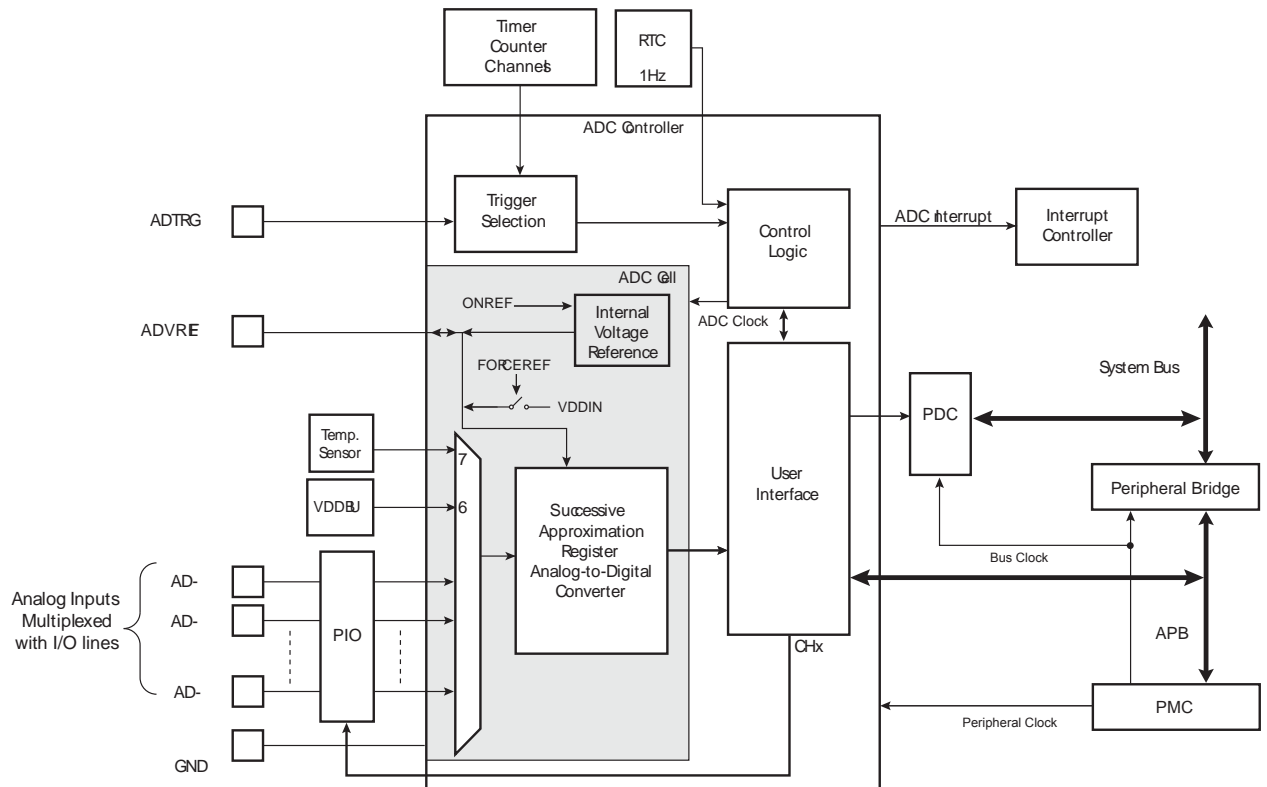 Timer
Counter
Channels
RTC
1Hz
ADC Controller
ADTRG
Trigger
Selection
Control
Logic
ADC Interrupt
Interrupt
Controller
ADC Cell
ONREF
Internal
Voltage
Reference
ADC Clock
ADVREF
FORCEREF
VDDIN
System Bus
PDC
Temp.
Sensor
7
VDDBU
6
Successive
Approximation
Register
Analog-to-Digital
Converter
User
Interface
Peripheral Bridge
Bus Clock
Analog Inputs
Multiplexed
with I/O lines
AD-
AD-
AD-
PIO
CHx
APB
PMC
Peripheral Clock
GND